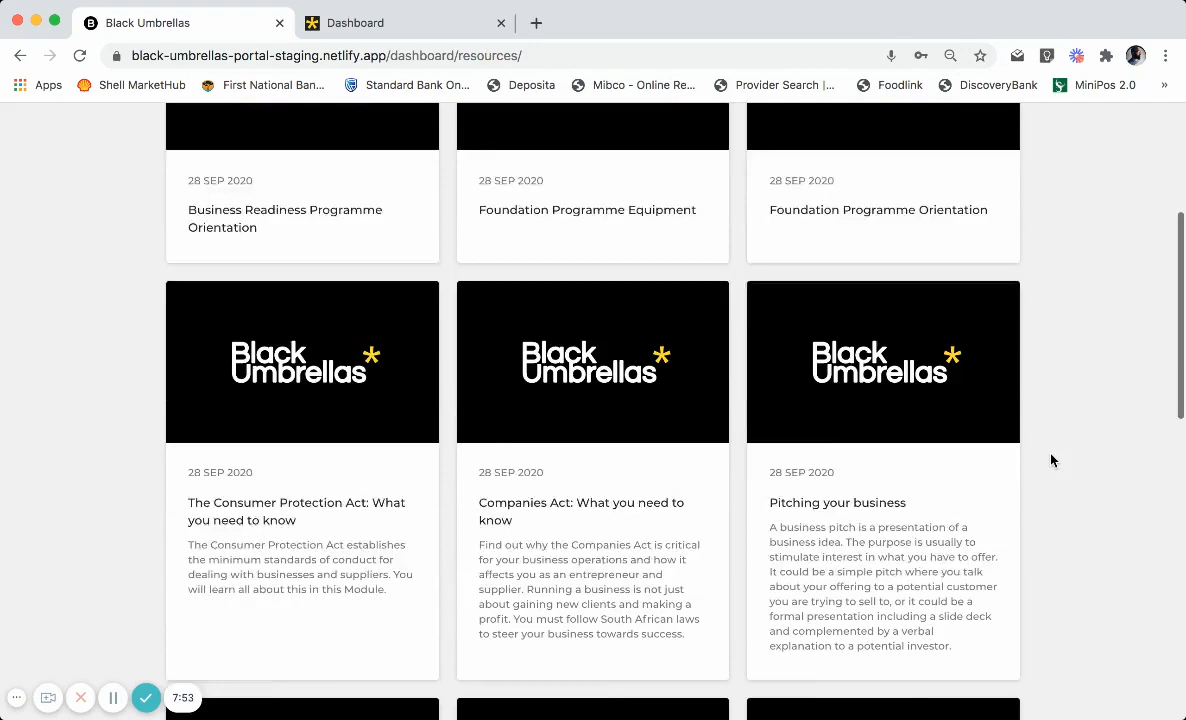 Black Umbrellas
Dashboard
black-umbrellas-portal-staging.netlify.app/dashboard/resources/
Apps
Shell MarketHub
First National Ban...
Standard Bank On...
Deposita
Mibco - Online Re...
Provider Search |...
Foodlink
DiscoveryBank
MiniPos 2.0
»
28 SEP 2020
Business Readiness Programme
Orientation
28 SEP 2020
Foundation Programme Equipment
28 SEP 2020
Foundation Programme Orientation
Black
Umbrellas*
28 SEP 2020
The Consumer Protection Act: What
you need to know
The Consumer Protection Act establishes
the minimum standards of conduct for
dealing with businesses and suppliers. You
will learn all about this in this Module.
Black
Umbrellas*
28 SEP 2020
Companies Act: What you need to
know
Find out why the Companies Act is critical
for your business operations and how it
affects you as an entrepreneur and
supplier. Running a business is not just
about gaining new clients and making a
profit. You must follow South African laws
to steer your business towards success.
Black
Umbrellas*
28 SEP 2020
Pitching your business
A business pitch is a presentation of a
business idea. The purpose is usually to
stimulate interest in what you have to offer.
It could be a simple pitch where you talk
about your offering to a potential customer
you are trying to sell to, or it could be a
formal presentation including a slide deck
and complemented by a verbal
explanation to a potential investor.
7:53